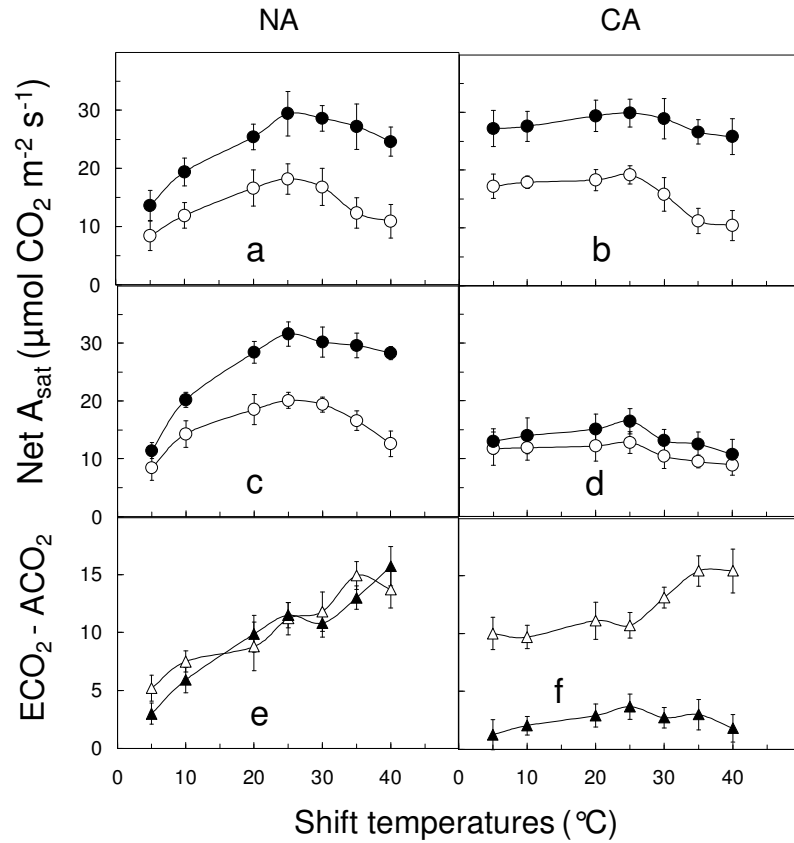 NA CA
Net A_sat (µmol CO₂ m⁻² s⁻¹)
30
20
10
0
a
b
30
20
10
0
c
d
ECO₂ - ACO₂
15
10
5
0
e
f
0 10 20 30 40 0 10 20 30 40
Shift temperatures (°C)